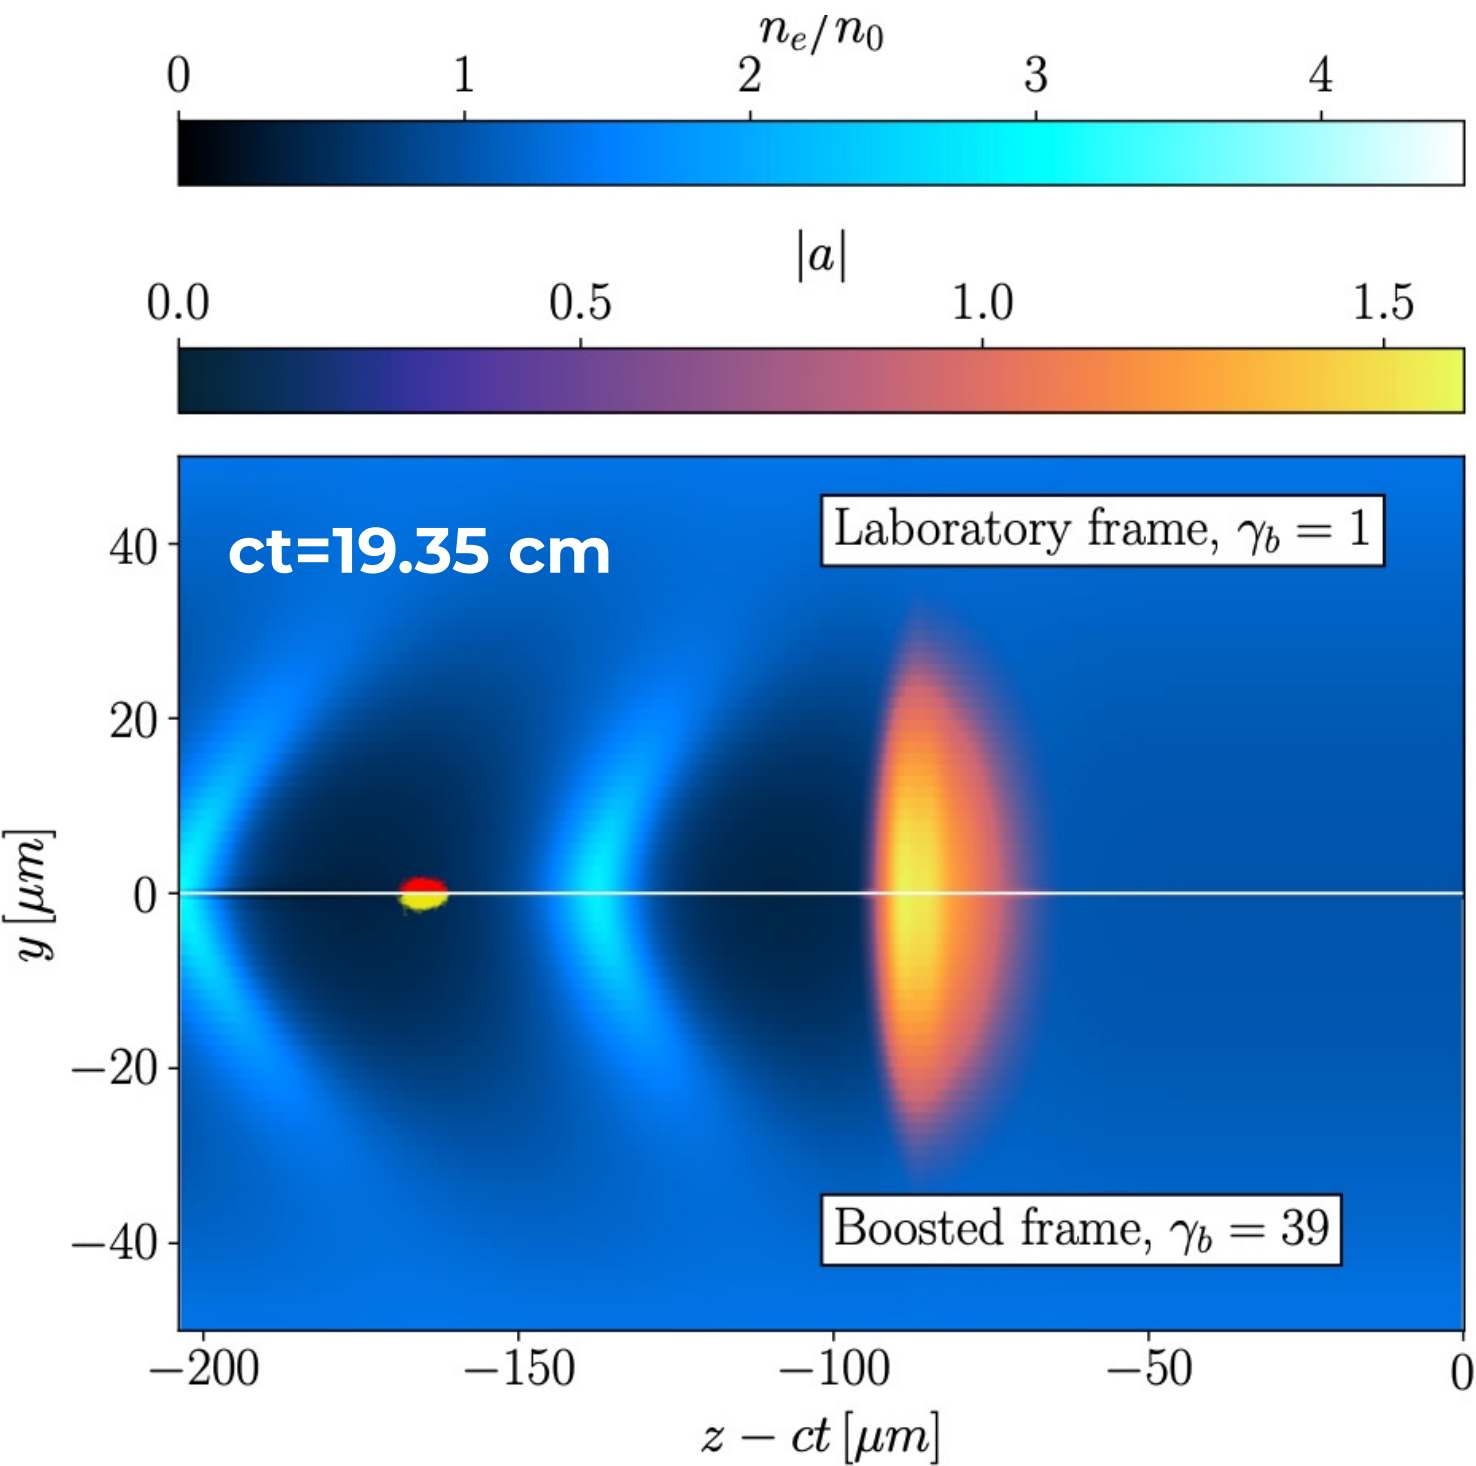 n_e/n_0
0 1 2 3 4
|a|
0.0 0.5 1.0 1.5
ct=19.35 cm
Laboratory frame, γ_b = 1
40
20
0
−20
−40
y [μm]
Boosted frame, γ_b = 39
−200 −150 −100 −50 0
z − ct [μm]